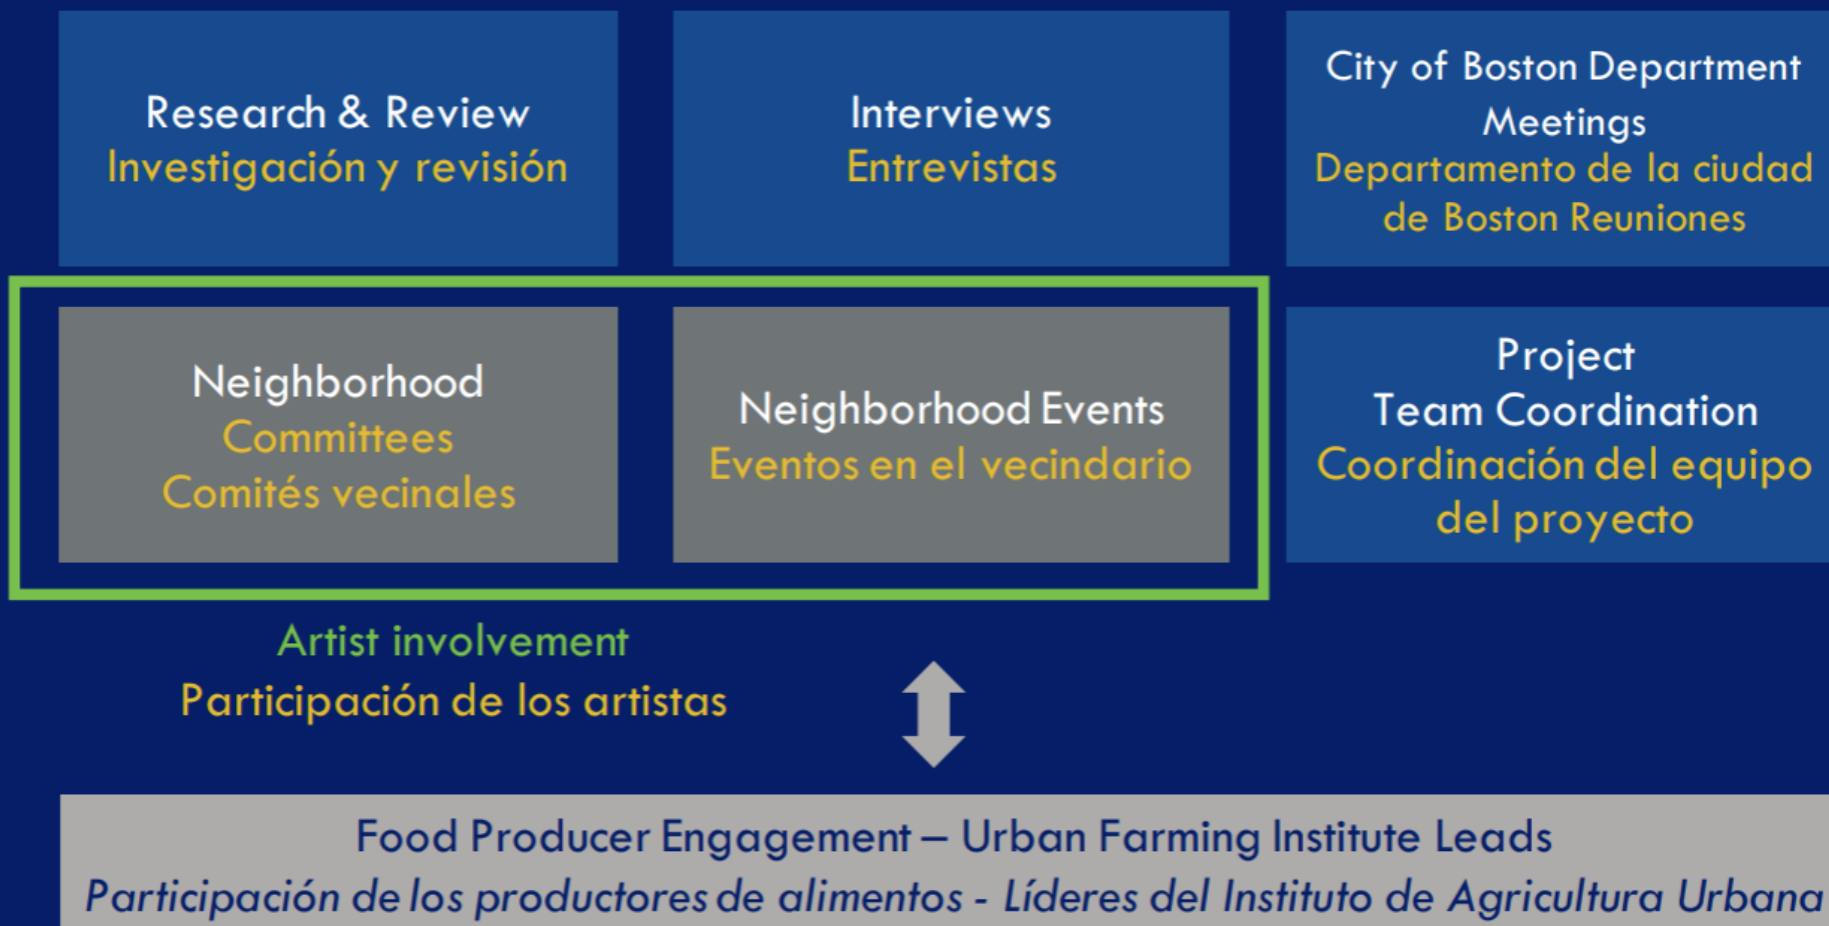 Research & Review
Investigación y revisión
Interviews
Entrevistas
City of Boston Department
Meetings
Departamento de la ciudad
de Boston Reuniones
Neighborhood
Committees
Comités vecinales
Neighborhood Events
Eventos en el vecindario
Project
Team Coordination
Coordinación del equipo
del proyecto
Artist involvement
Participación de los artistas
Food Producer Engagement – Urban Farming Institute Leads
Participación de los productores de alimentos - Líderes del Instituto de Agricultura Urbana